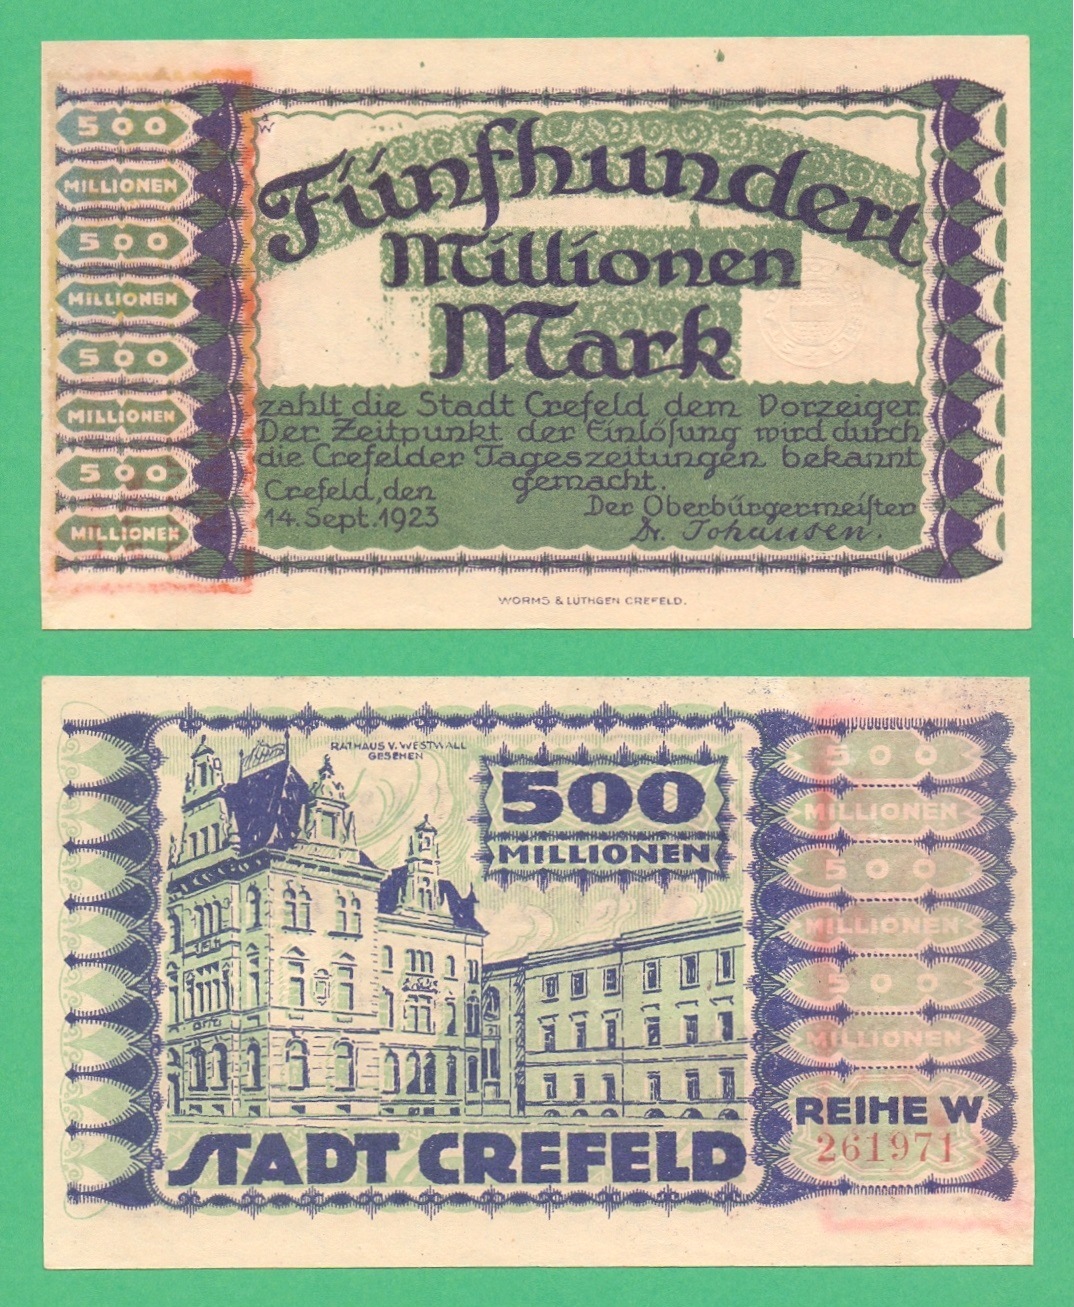 500
MILLIONEN
500
MILLIONEN
500
MILLIONEN
500
MILLIONEN
W
Fünfhundert
Millionen
Mark
zahlt die Stadt Crefeld dem Vorzeiger
Der Zeitpunkt der Einlösung wird durch
die Crefelder Tageszeitungen bekannt
gemacht.
Crefeld, den
14. Sept. 1923
Der Oberbürgermeister
Dr. Johansen.
WORMS & LÜTHGEN CREFELD.
RATHAUS V. WESTWALL
GESEHEN
500
MILLIONEN
STADT CREFELD
500
MILLIONEN
500
MILLIONEN
500
MILLIONEN
REIHE W
261971